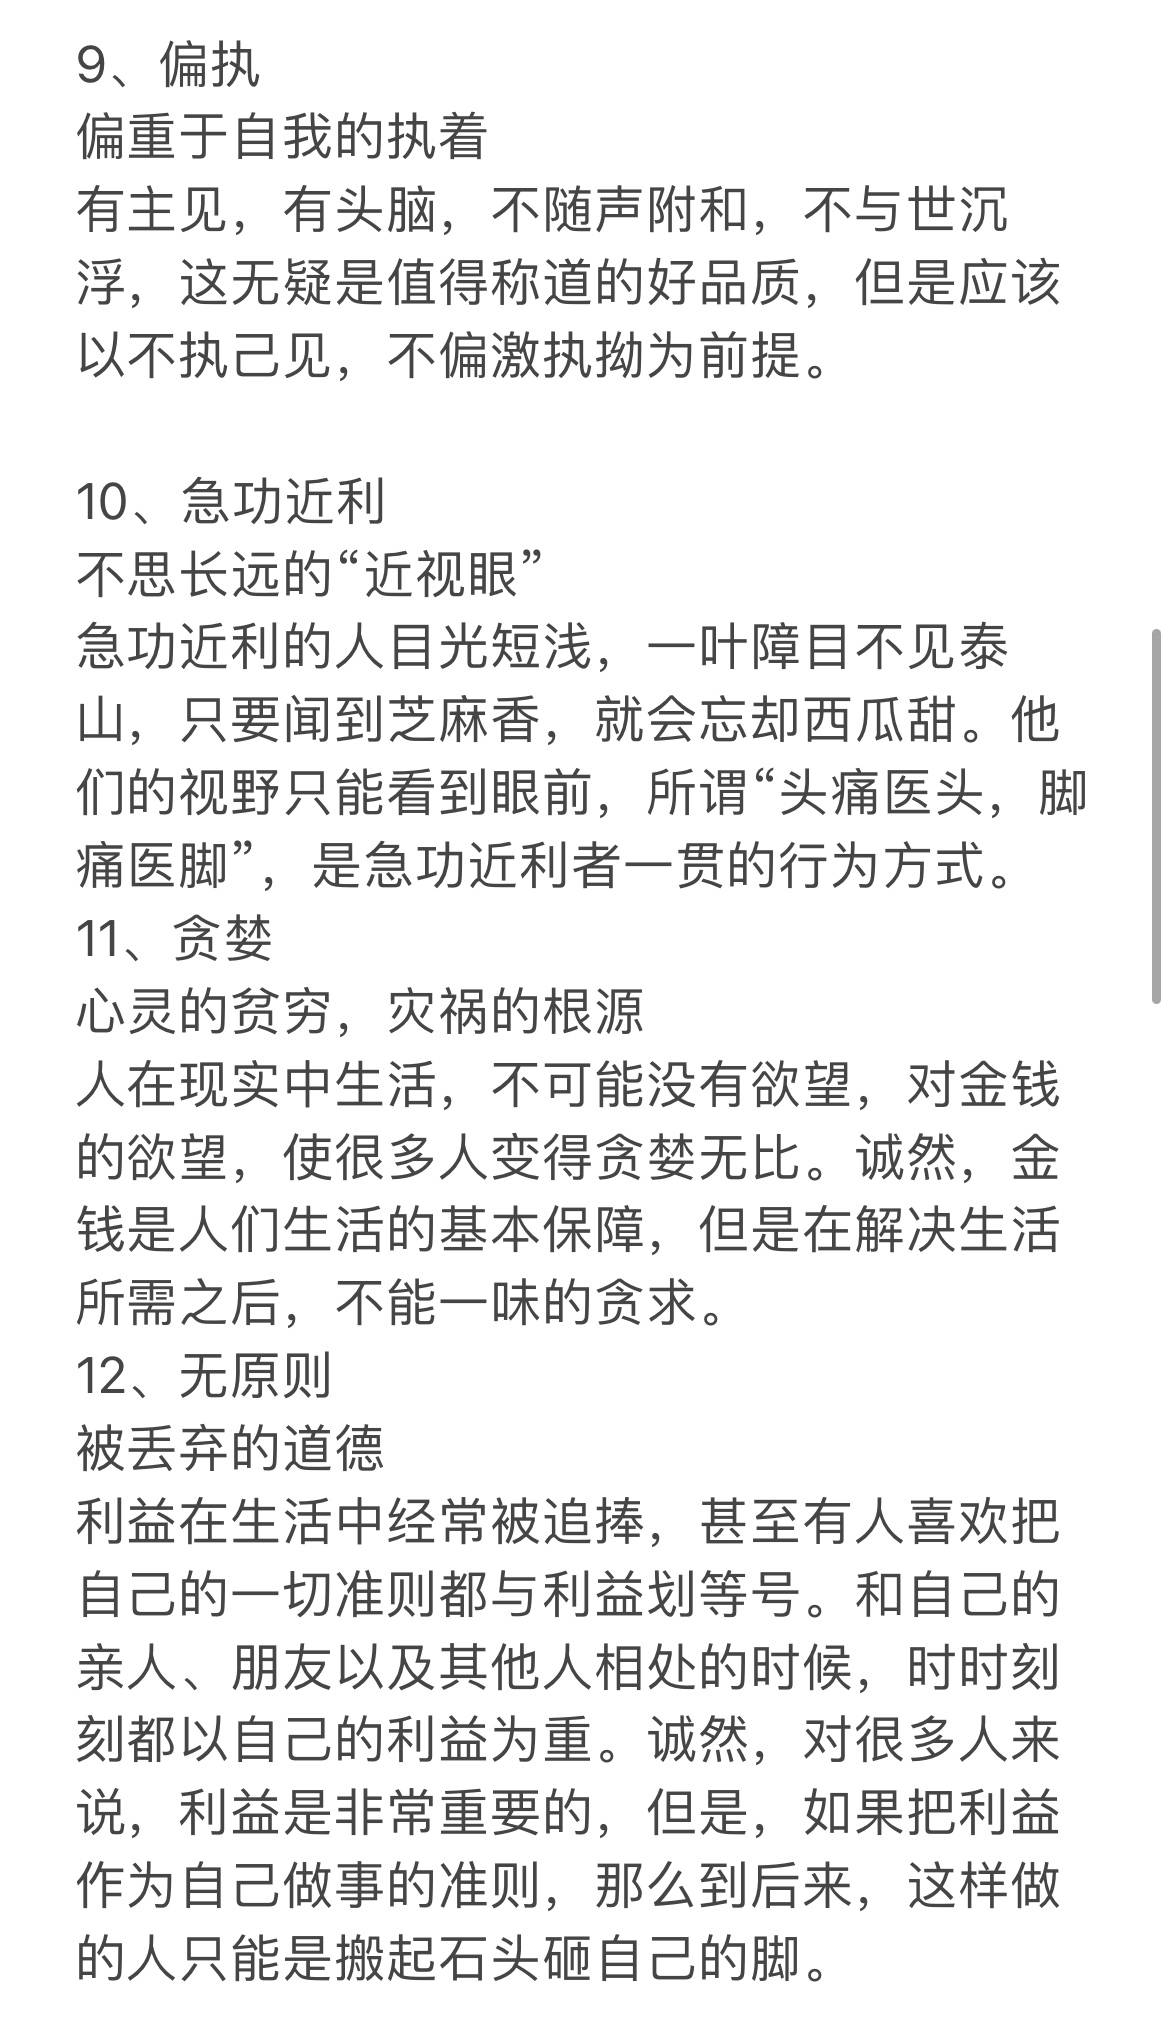 9、偏执
偏重于自我的执着
有主见，有头脑，不随声附和，不与世沉
浮，这无疑是值得称道的好品质，但是应该
以不执己见，不偏激执拗为前提。
10、急功近利
不思长远的“近视眼”
急功近利的人目光短浅，一叶障目不见泰
山，只要闻到芝麻香，就会忘却西瓜甜。他
们的视野只能看到眼前，所谓“头痛医头，脚
痛医脚”，是急功近利者一贯的行为方式。
11、贪婪
心灵的贫穷，灾祸的根源
人在现实中生活，不可能没有欲望，对金钱
的欲望，使很多人变得贪婪无比。诚然，金
钱是人们生活的基本保障，但是在解决生活
所需之后，不能一味的贪求。
12、无原则
被丢弃的道德
利益在生活中经常被追捧，甚至有人喜欢把
自己的一切准则都与利益划等号。和自己的
亲人、朋友以及其他人相处的时候，时时刻
刻都以自己的利益为重。诚然，对很多人来
说，利益是非常重要的，但是，如果把利益
作为自己做事的准则，那么到后来，这样做
的人只能是搬起石头砸自己的脚。